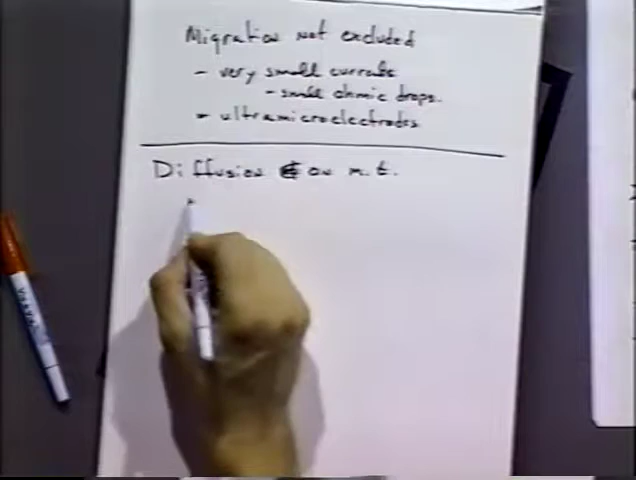 Migration not excluded
- very small currents
- small ohmic drops.
- ultramicroelectrodes
Diffusion on m.t.